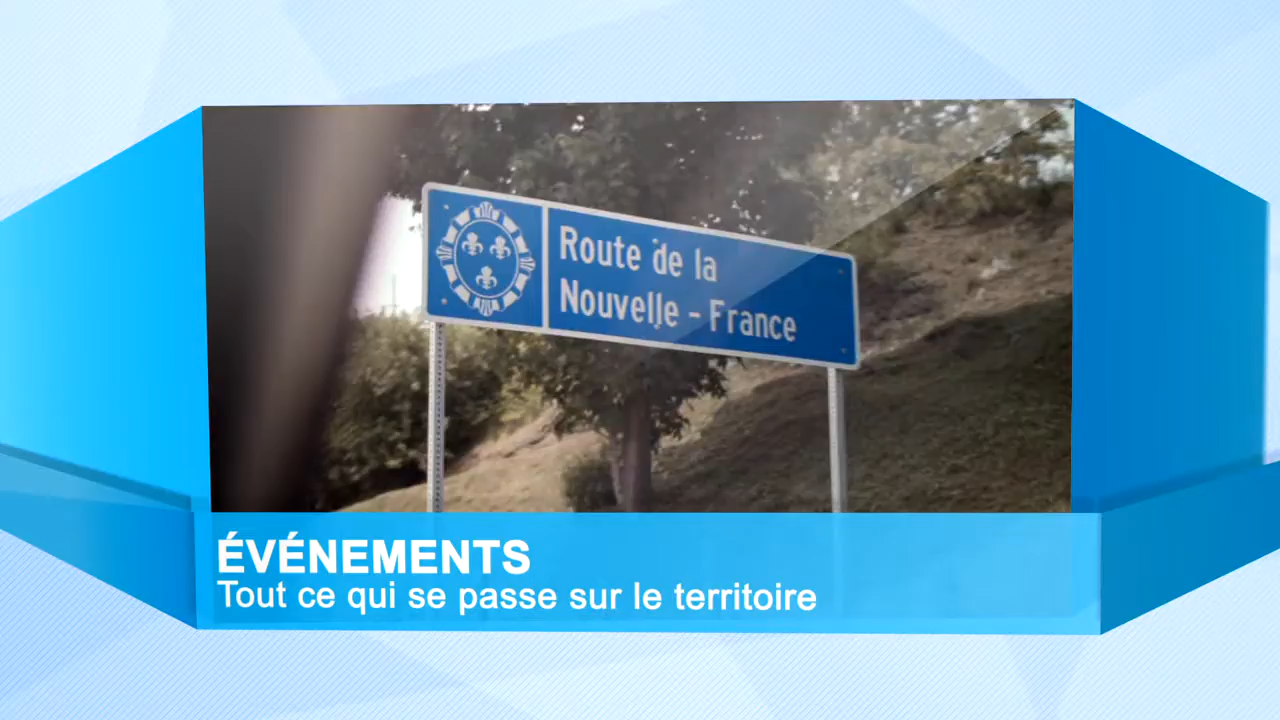 Route de la
Nouvelle - France
ÉVÉNEMENTS
Tout ce qui se passe sur le territoire